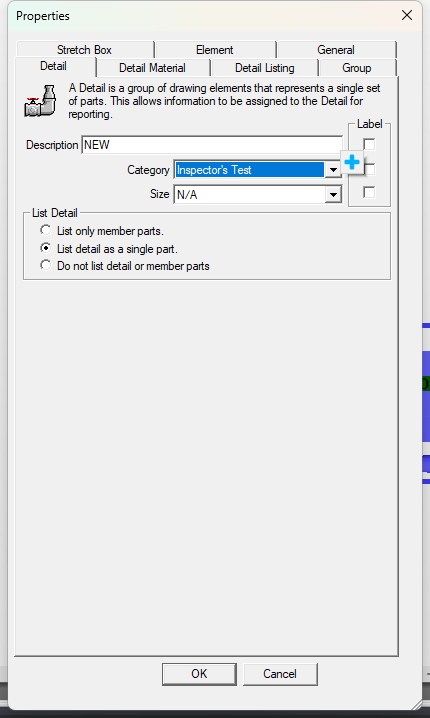 Properties
Stretch Box Element General
Detail Detail Material Detail Listing Group
A Detail is a group of drawing elements that represents a single set
of parts. This allows information to be assigned to the Detail for
reporting.
Label
Description NEW
Category Inspector's Test
Size N/A
List Detail
List only member parts.
List detail as a single part.
Do not list detail or member parts
OK Cancel